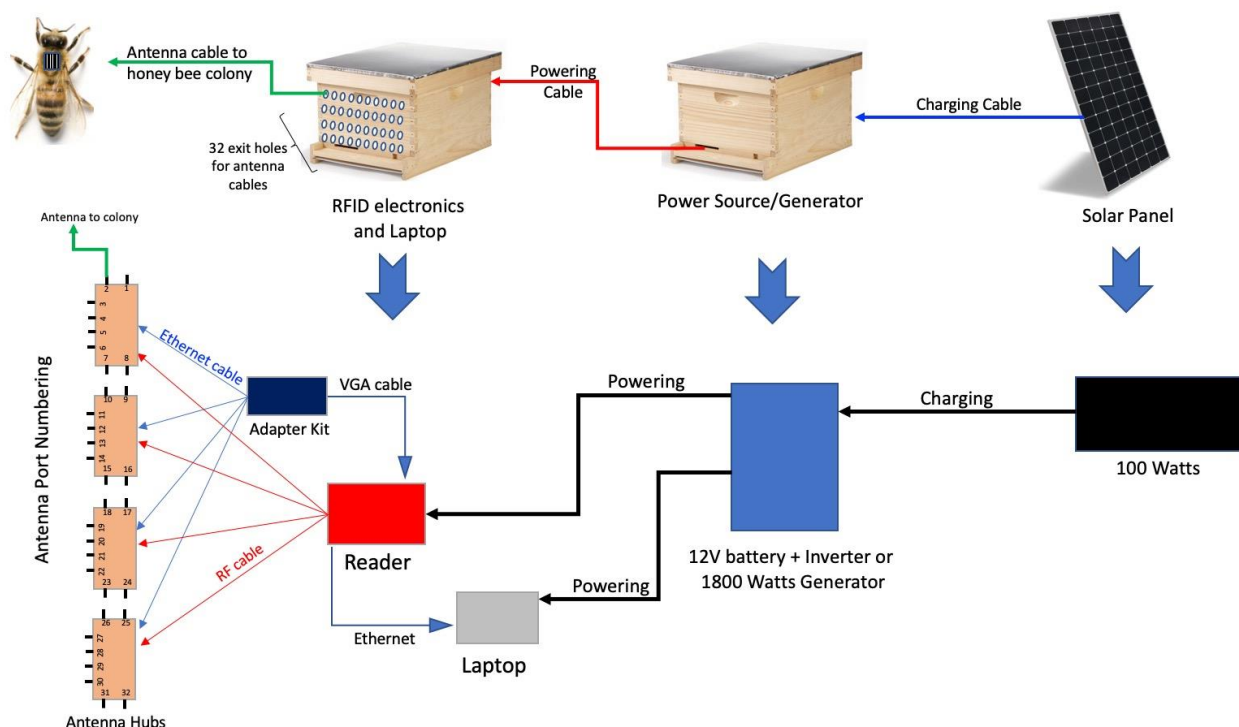 Antenna cable to
honey bee colony
Powering
Cable
Charging Cable
32 exit holes
for antenna
cables
RFID electronics
and Laptop
Power Source/Generator
Solar Panel
Antenna to colony
Antenna Port Numbering
2 1
3
4
5
6
7 8
10 9
11
12
13
14
15 16
18 17
19
20
21
22
23 24
26 25
27
28
29
30
31 32
Antenna Hubs
Ethernet cable
RF cable
VGA cable
Adapter Kit
Reader
Ethernet
Laptop
Powering
Powering
12V battery + Inverter or
1800 Watts Generator
Charging
100 Watts